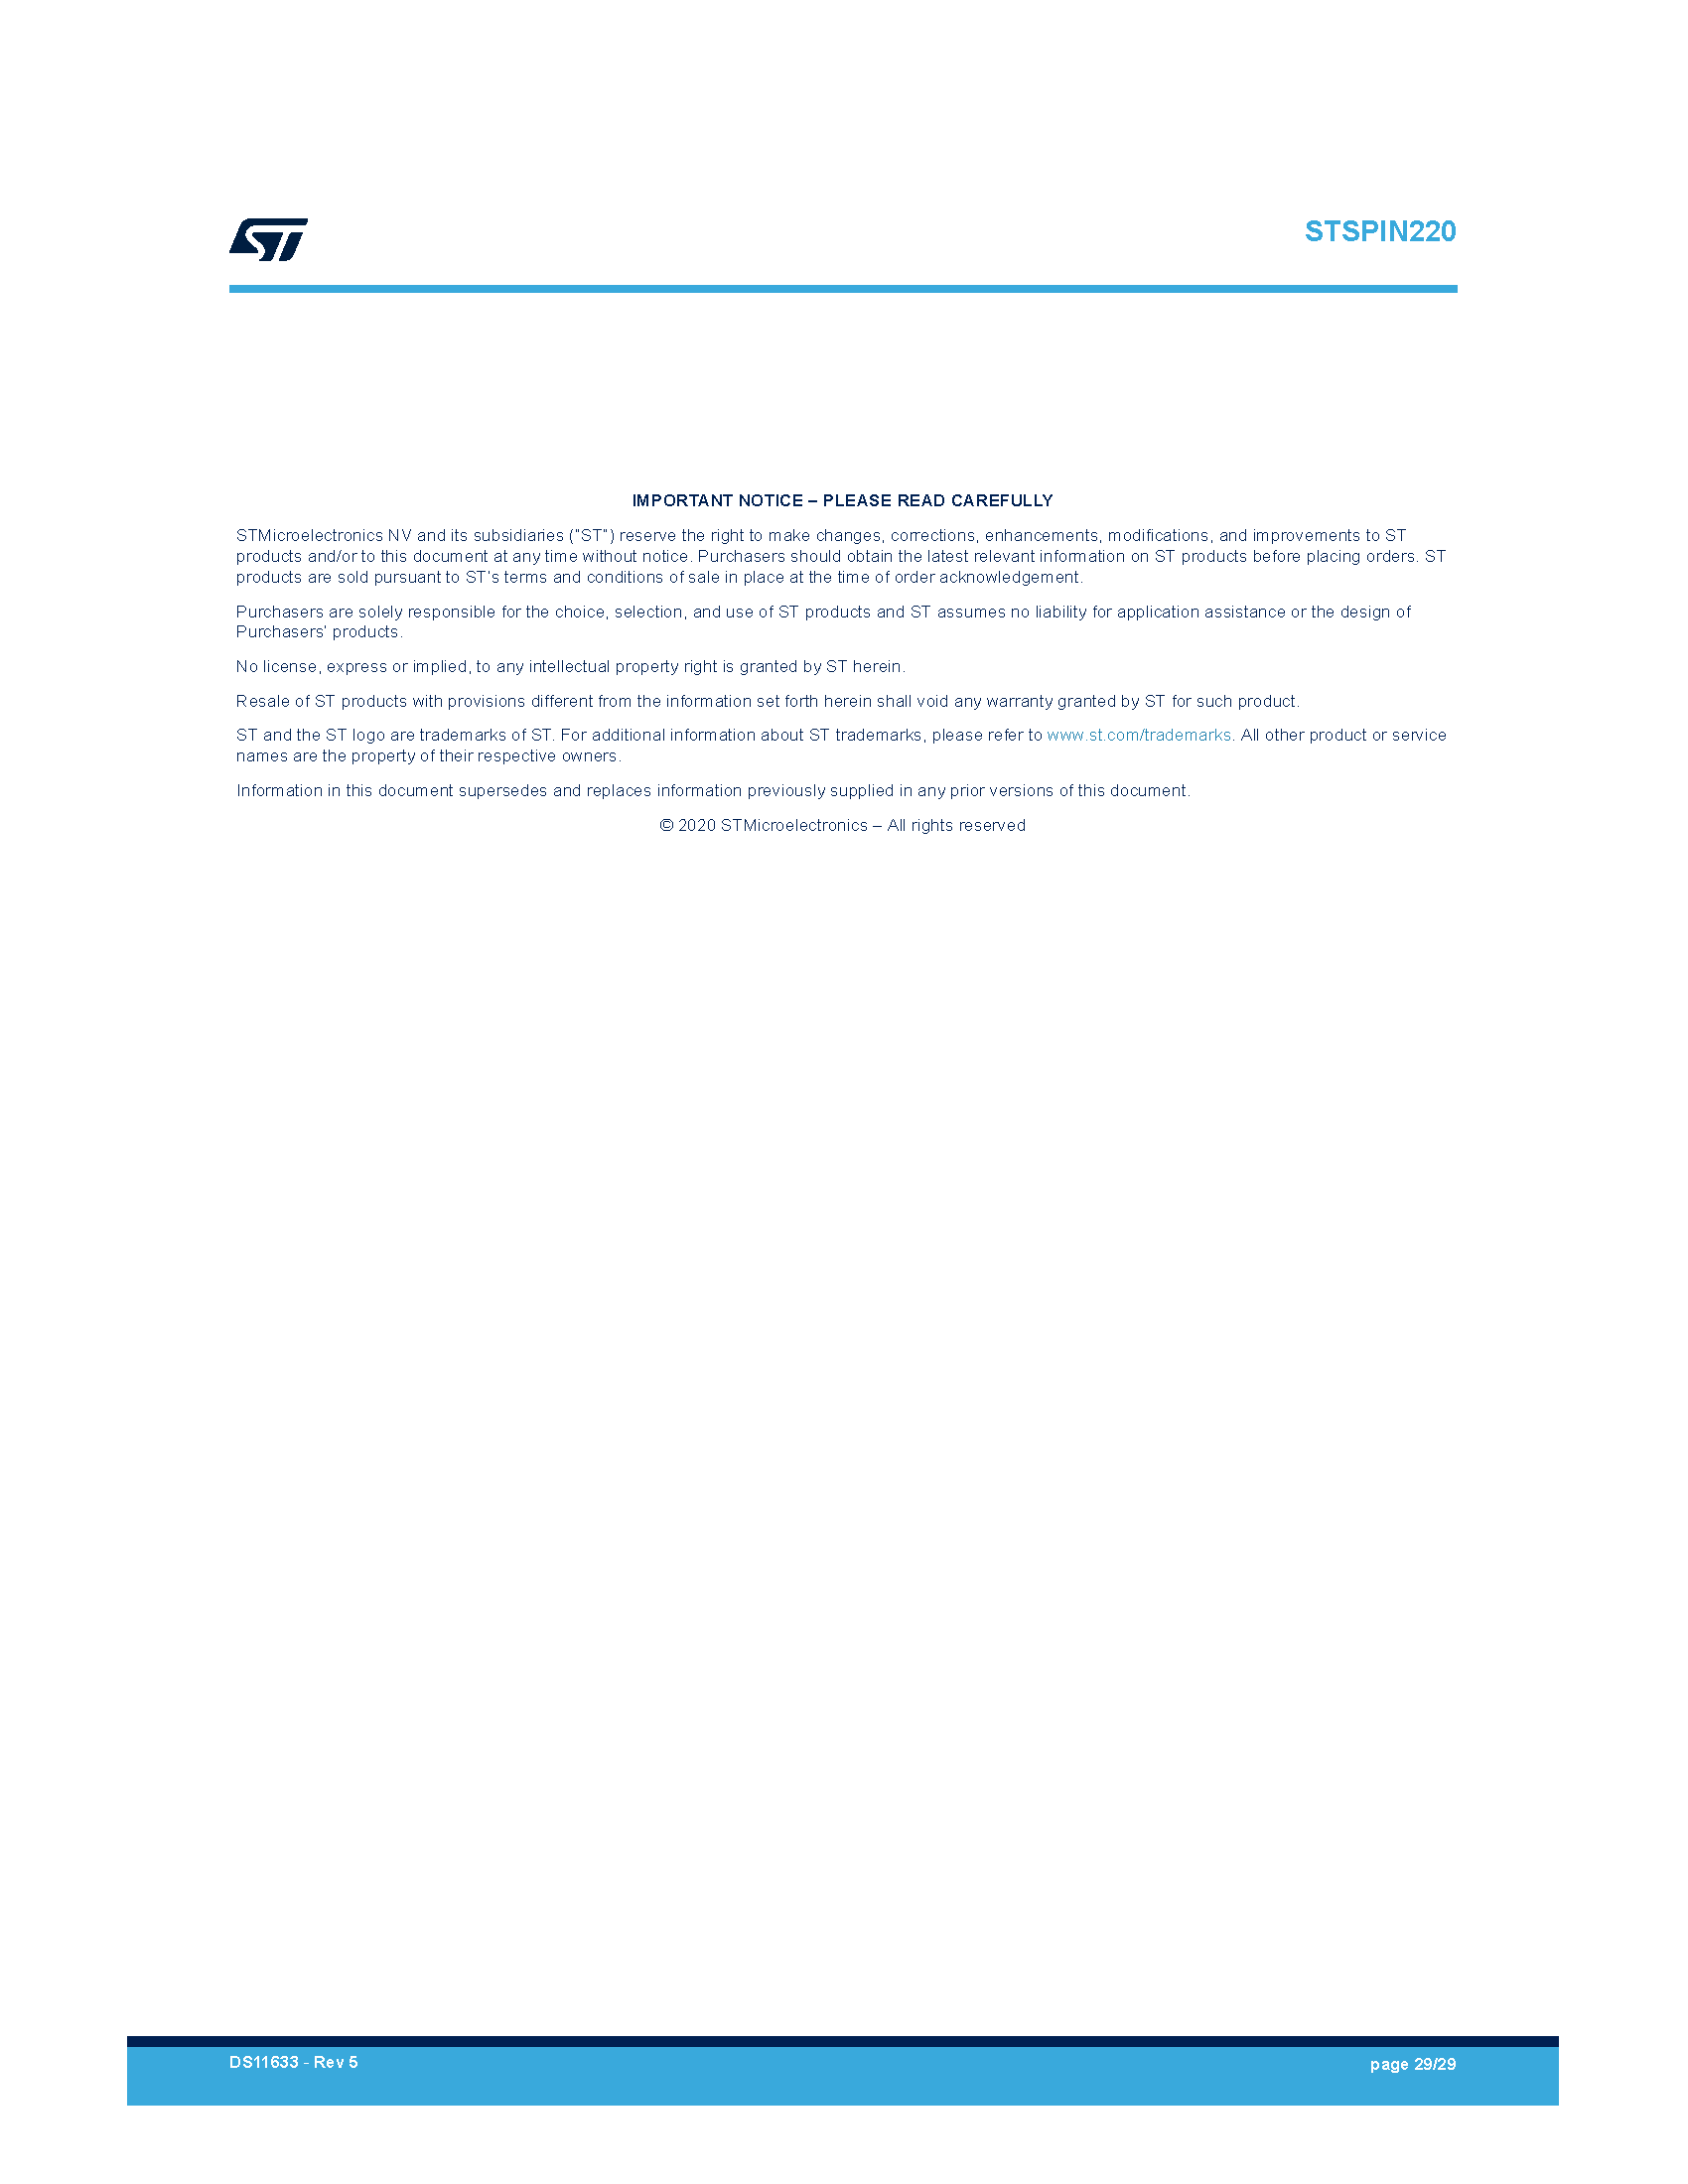 ST
STSPIN220
IMPORTANT NOTICE – PLEASE READ CAREFULLY
STMicroelectronics NV and its subsidiaries (“ST”) reserve the right to make changes, corrections, enhancements, modifications, and improvements to ST
products and/or to this document at any time without notice. Purchasers should obtain the latest relevant information on ST products before placing orders. ST
products are sold pursuant to ST’s terms and conditions of sale in place at the time of order acknowledgement.
Purchasers are solely responsible for the choice, selection, and use of ST products and ST assumes no liability for application assistance or the design of
Purchasers’ products.
No license, express or implied, to any intellectual property right is granted by ST herein.
Resale of ST products with provisions different from the information set forth herein shall void any warranty granted by ST for such product.
ST and the ST logo are trademarks of ST. For additional information about ST trademarks, please refer to www.st.com/trademarks. All other product or service
names are the property of their respective owners.
Information in this document supersedes and replaces information previously supplied in any prior versions of this document.
© 2020 STMicroelectronics – All rights reserved
DS11633 - Rev 5
page 29/29